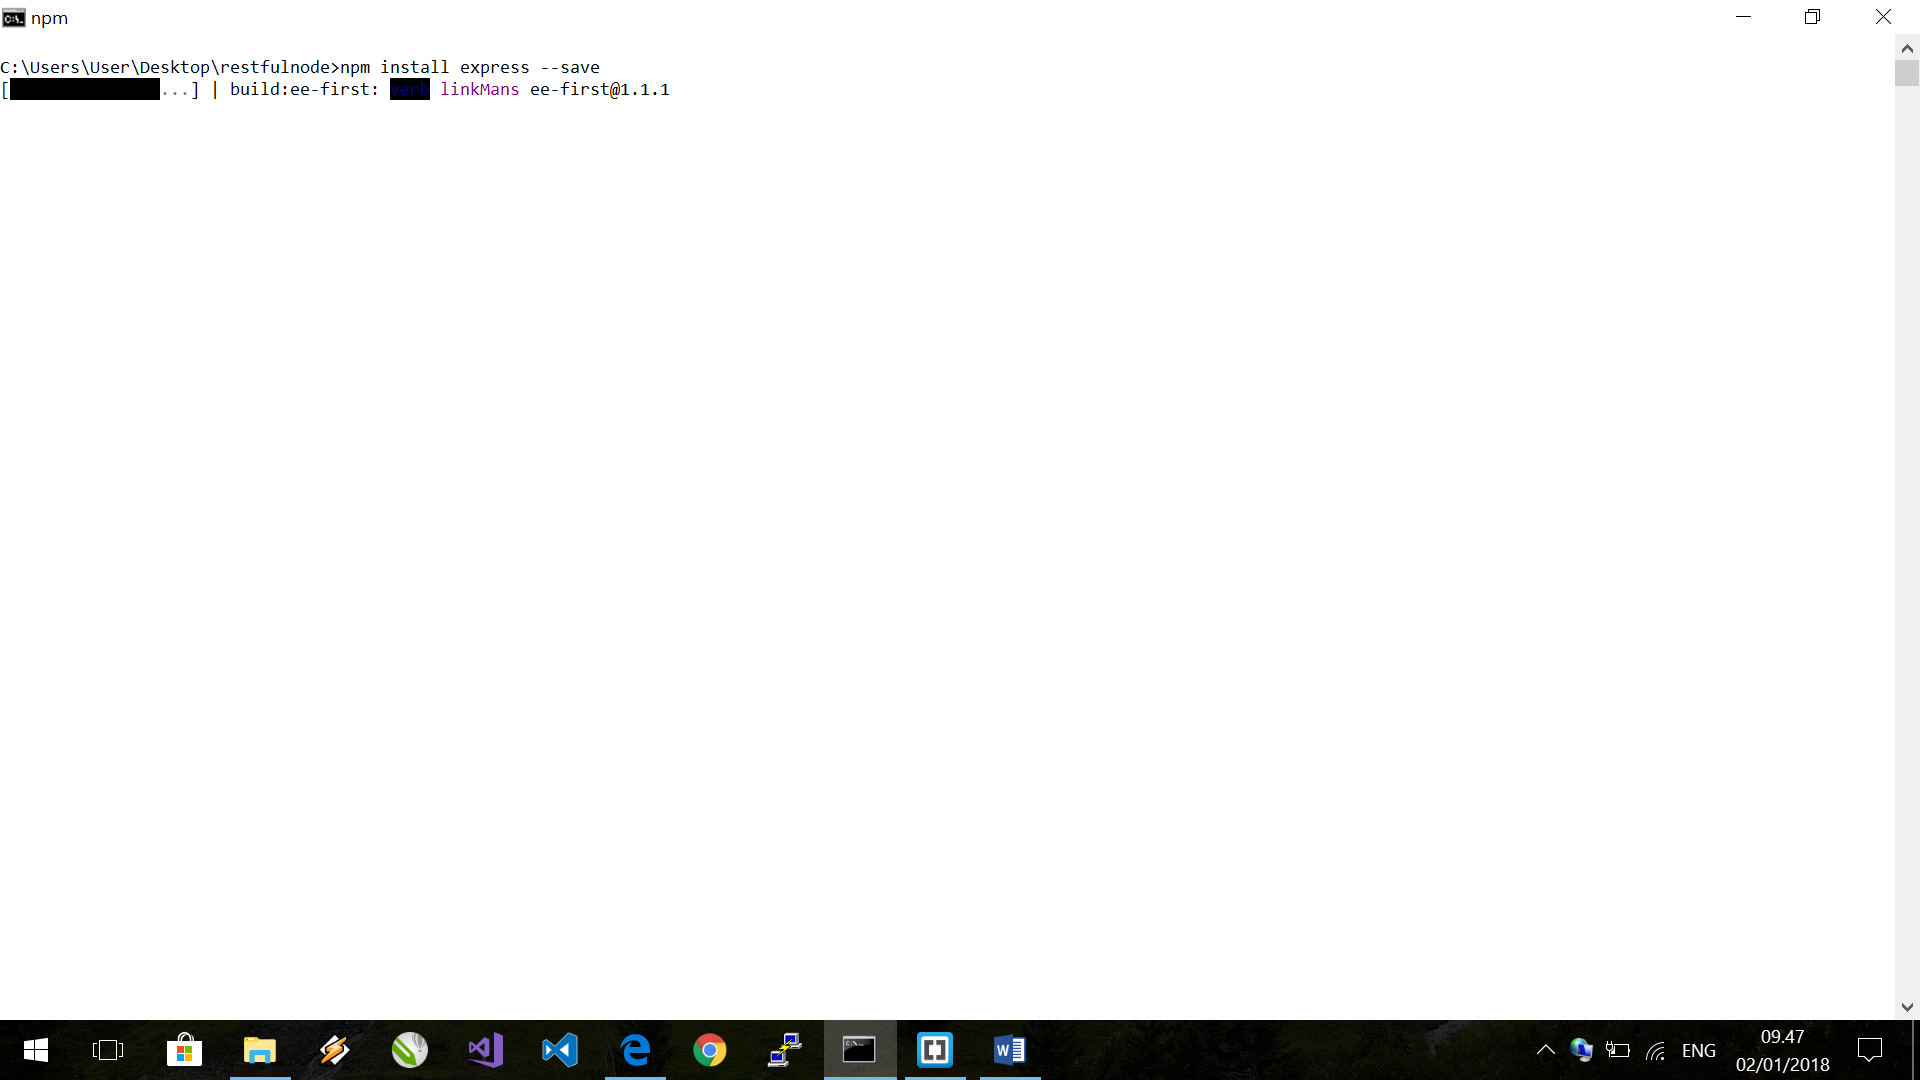 npm
C:\Users\User\Desktop\restfulnode>npm install express --save
[ ...] | build:ee-first: verb linkMans ee-first@1.1.1
ENG
09.47
02/01/2018